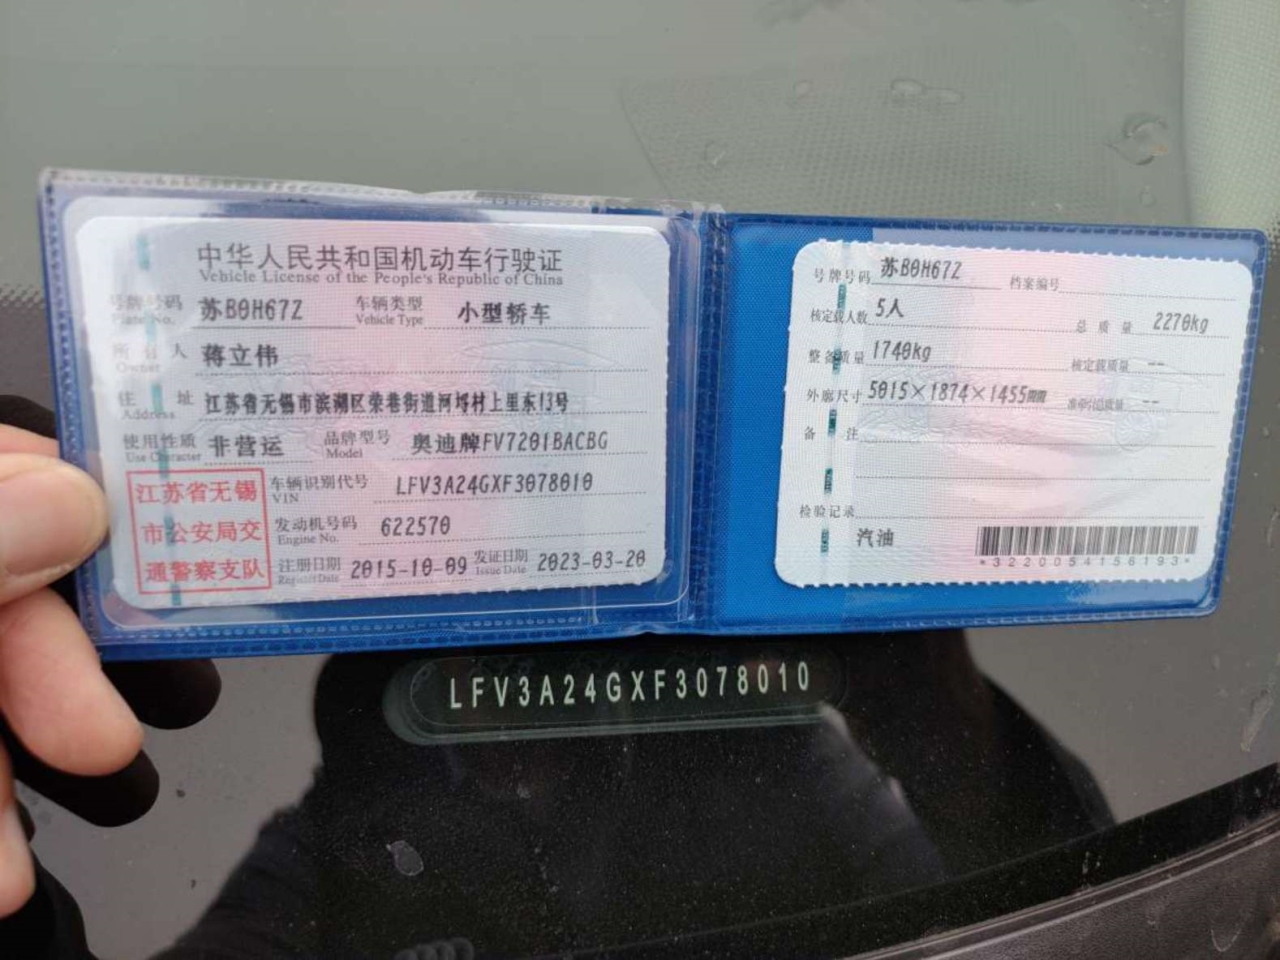 中华人民共和国机动车行驶证
Vehicle License of the People's Republic of China
号牌号码 苏B0H67Z 车辆类型 小型轿车
Plate No. Vehicle Type
所有人 蒋立伟
Owner
住址 江苏省无锡市滨湖区荣巷街道河埒村上里东13号
Address
使用性质 非营运 品牌型号 奥迪牌FV7201BACBG
Use Character Model
江苏省无锡
市公安局交
通警察支队
车辆识别代号 LFV3A24GXF3078010
VIN
发动机号码 622570
Engine No.
注册日期 2015-10-09 发证日期 2023-03-20
Register Date Issue Date
号牌号码 苏B0H67Z 档案编号
核定载人数 5人 总质量 2270kg
整备质量 1740kg 核定载质量 --
外廓尺寸 5015×1874×1455mm 准牵引总质量 --
备注
检验记录
汽油
*3220054156193*
LFV3A24GXF3078010